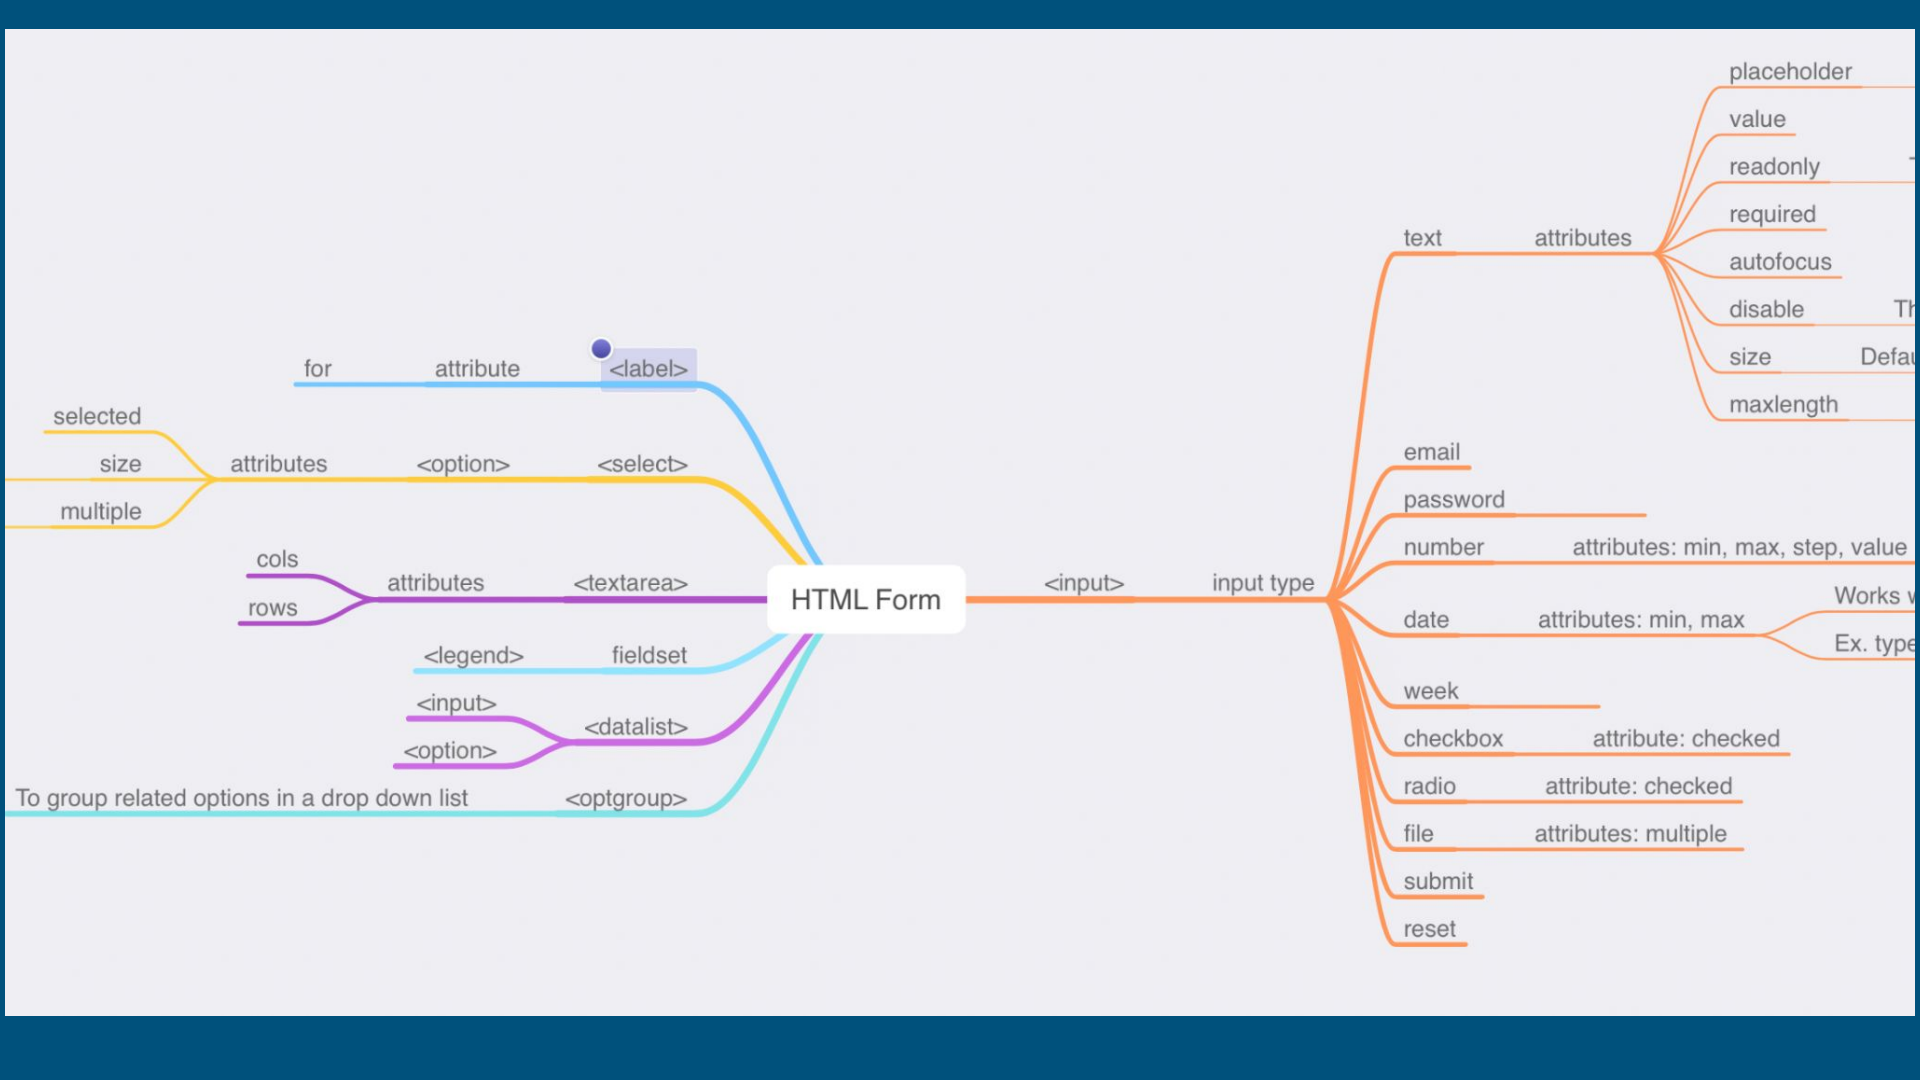 HTML Form
<label>
attribute
for
<select>
<option>
attributes
selected
size
multiple
<textarea>
attributes
cols
rows
fieldset
<legend>
<datalist>
<input>
<option>
<optgroup>
To group related options in a drop down list
<input>
input type
text
attributes
placeholder
value
readonly
required
autofocus
disable
size
maxlength
email
password
number
attributes: min, max, step, value
date
attributes: min, max
Works
Ex. type
week
checkbox
attribute: checked
radio
attribute: checked
file
attributes: multiple
submit
reset